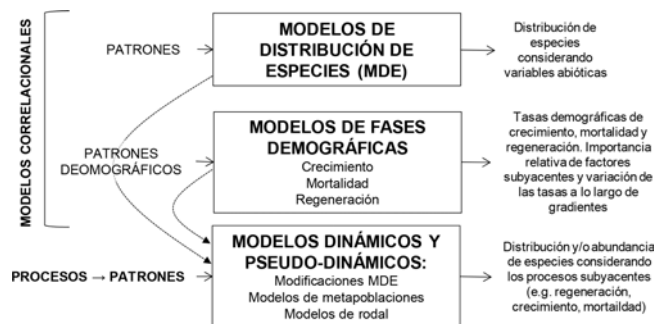 MODELOS CORRELACIONALES
PATRONES
MODELOS DE
DISTRIBUCIÓN DE
ESPECIES (MDE)
Distribución de
especies
considerando
variables abióticas
PATRONES
DEOMOGRÁFICOS
MODELOS DE FASES
DEMOGRÁFICAS
Crecimiento
Mortalidad
Regeneración
Tasas demográficas de
crecimiento, mortalidad y
regeneración. Importancia
relativa de factores
subyacentes y variación de
las tasas a lo largo de
gradientes
PROCESOS → PATRONES
MODELOS DINÁMICOS Y
PSEUDO-DINÁMICOS:
Modificaciones MDE
Modelos de metapoblaciones
Modelos de rodal
Distribución y/o abundancia
de especies considerando
los procesos subyacentes
(e.g. regeneración,
crecimiento, mortaildad)